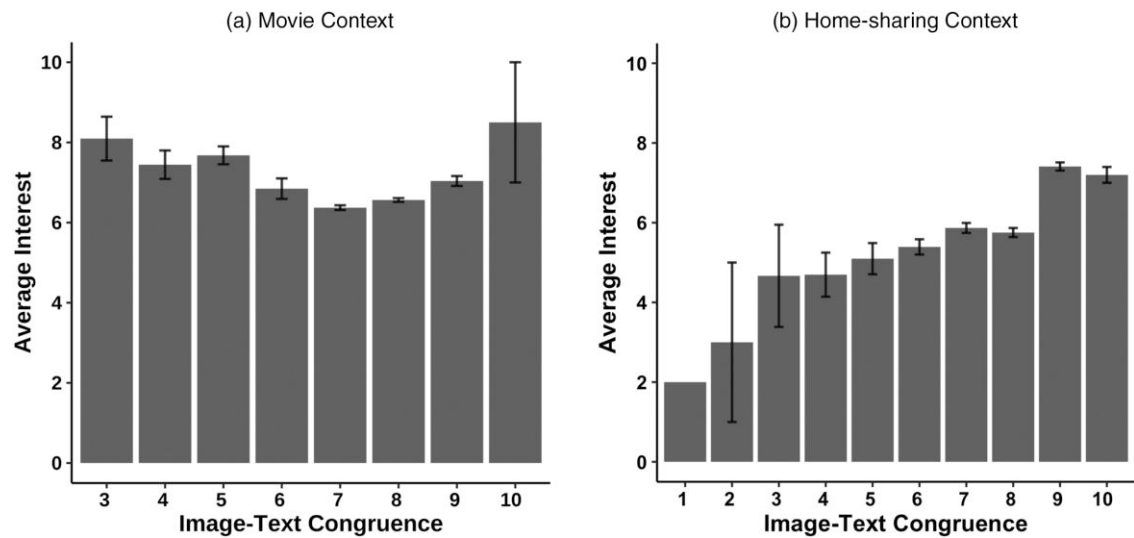 (a) Movie Context
Average Interest
10
8
6
4
2
0
3 4 5 6 7 8 9 10
Image-Text Congruence
(b) Home-sharing Context
Average Interest
10
8
6
4
2
0
1 2 3 4 5 6 7 8 9 10
Image-Text Congruence